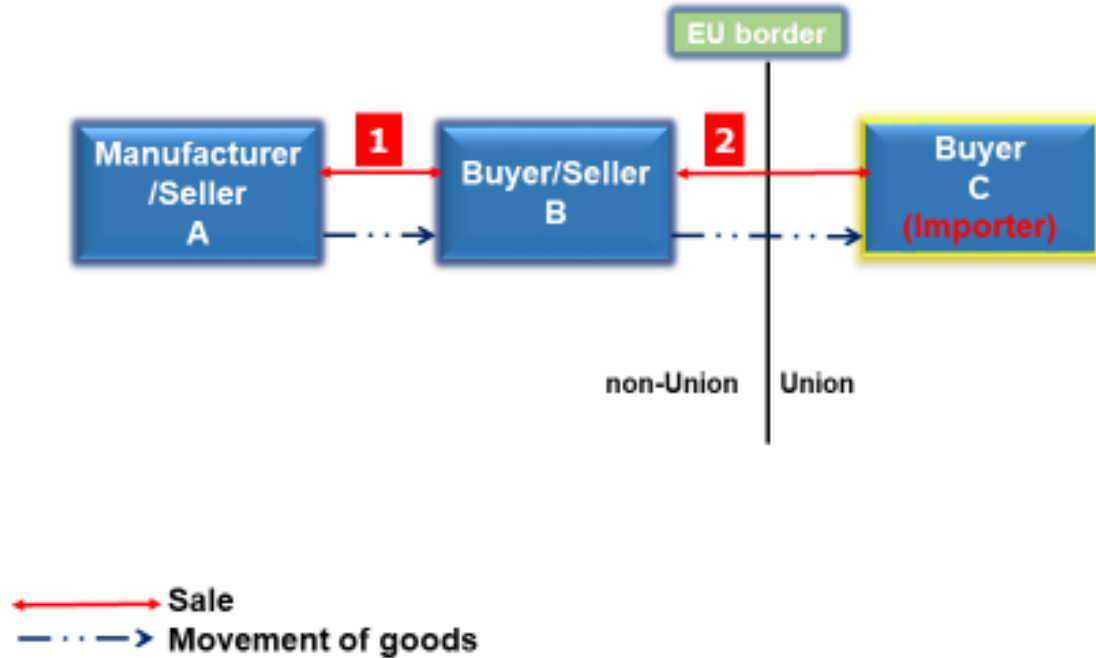 EU border
Manufacturer
/Seller
A
1
Buyer/Seller
B
2
Buyer
C
(Importer)
non-Union
Union
Sale
Movement of goods